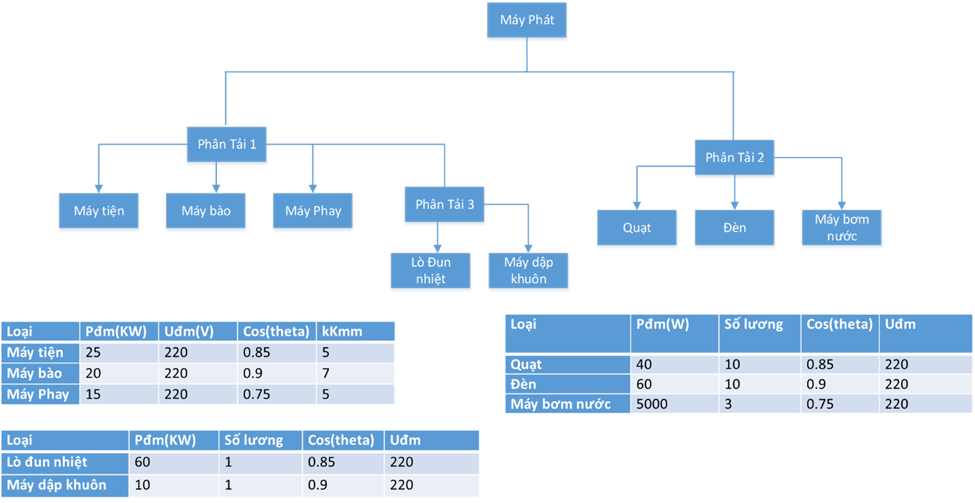 Máy Phát
Phân Tải 1
Phân Tải 2
Máy tiện
Máy bào
Máy Phay
Phân Tải 3
Quạt
Đèn
Máy bơm
nước
Lò Đun
nhiệt
Máy dập
khuôn
Loại Pđm(KW) Uđm(V) Cos(theta) kKmm
Máy tiện 25 220 0.85 5
Máy bào 20 220 0.9 7
Máy Phay 15 220 0.75 5
Loại Pđm(W) Số lương Cos(theta) Uđm
Quạt 40 10 0.85 220
Đèn 60 10 0.9 220
Máy bơm nước 5000 3 0.75 220
Loại Pđm(KW) Số lương Cos(theta) Uđm
Lò đun nhiệt 60 1 0.85 220
Máy dập khuôn 10 1 0.9 220